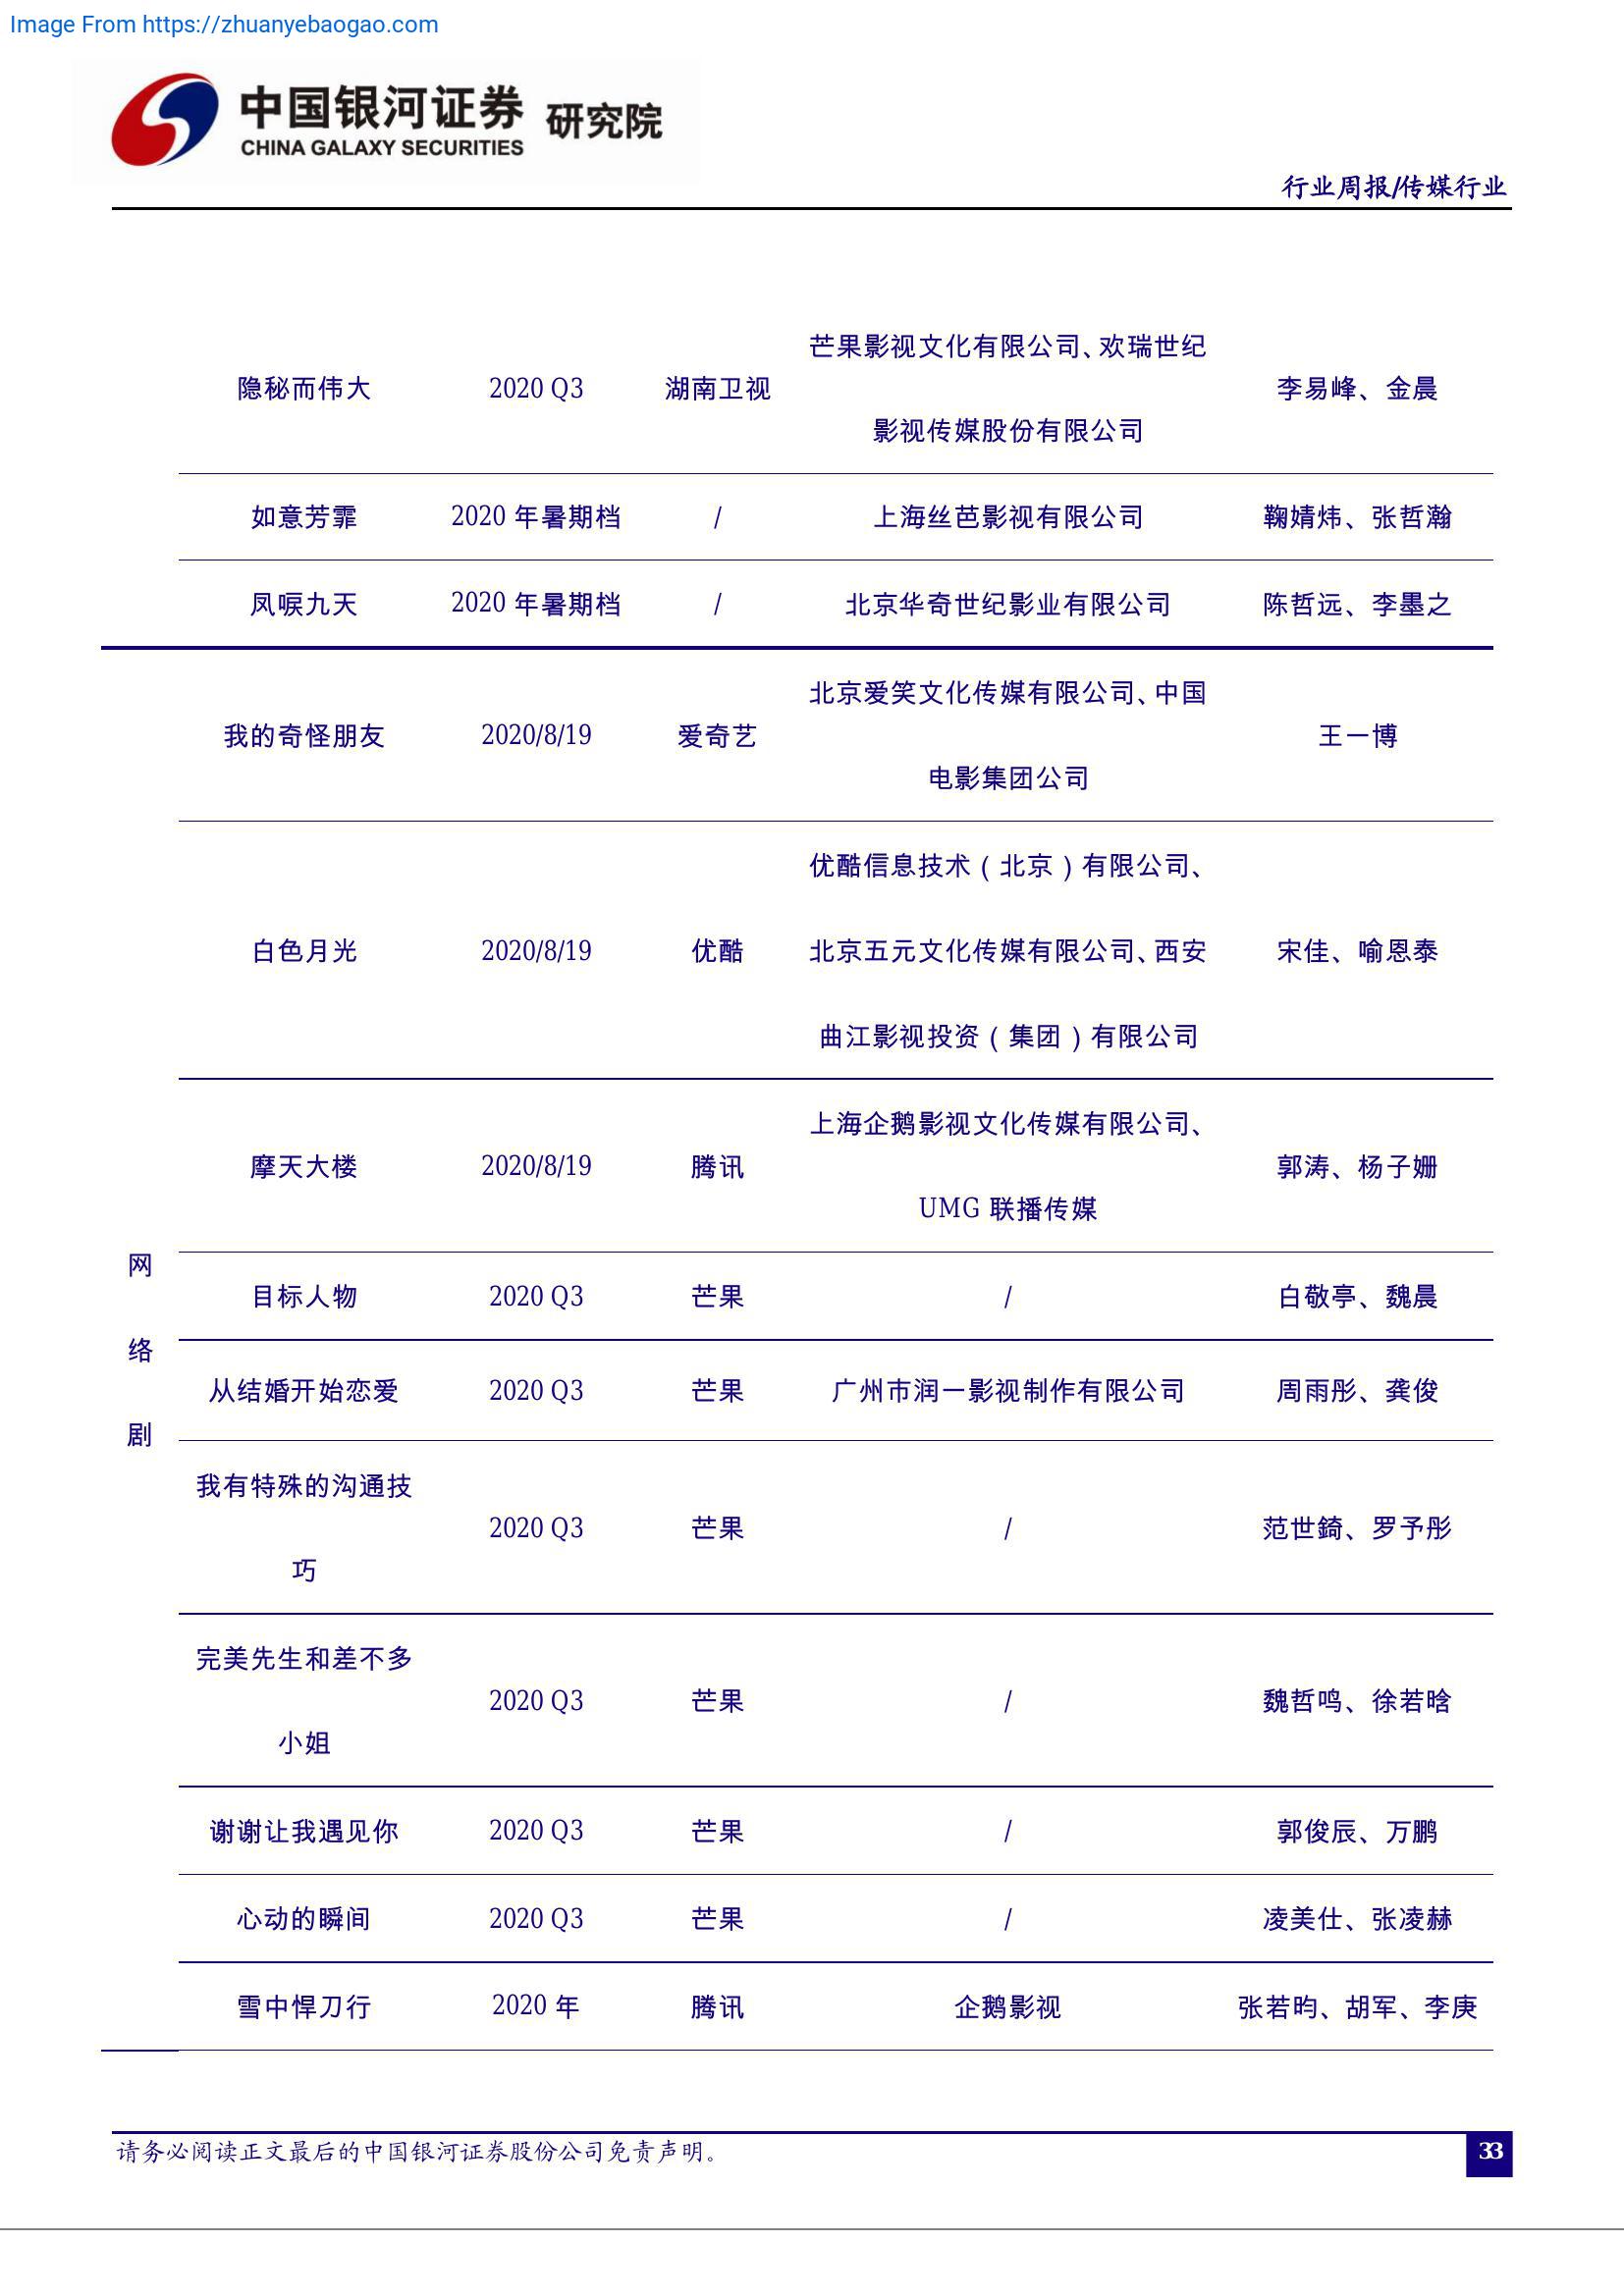 Image From https://zhuanyebaogao.com
中国银河证券 研究院
CHINA GALAXY SECURITIES
行业周报/传媒行业
芒果影视文化有限公司、欢瑞世纪
隐秘而伟大 2020 Q3 湖南卫视 李易峰、金晨
影视传媒股份有限公司
如意芳霏 2020 年暑期档 / 上海丝芭影视有限公司 鞠婧炜、张哲瀚
凤唳九天 2020 年暑期档 / 北京华奇世纪影业有限公司 陈哲远、李墨之
北京爱笑文化传媒有限公司、中国
我的奇怪朋友 2020/8/19 爱奇艺 王一博
电影集团公司
优酷信息技术（北京）有限公司、
白色月光 2020/8/19 优酷 北京五元文化传媒有限公司、西安 宋佳、喻恩泰
曲江影视投资（集团）有限公司
上海企鹅影视文化传媒有限公司、
摩天大楼 2020/8/19 腾讯 郭涛、杨子姗
UMG 联播传媒
网
目标人物 2020 Q3 芒果 / 白敬亭、魏晨
络
从结婚开始恋爱 2020 Q3 芒果 广州市润一影视制作有限公司 周雨彤、龚俊
剧
我有特殊的沟通技
2020 Q3 芒果 / 范世錡、罗予彤
巧
完美先生和差不多
2020 Q3 芒果 / 魏哲鸣、徐若晗
小姐
谢谢让我遇见你 2020 Q3 芒果 / 郭俊辰、万鹏
心动的瞬间 2020 Q3 芒果 / 凌美仕、张凌赫
雪中悍刀行 2020 年 腾讯 企鹅影视 张若昀、胡军、李庚
请务必阅读正文最后的中国银河证券股份公司免责声明。
33